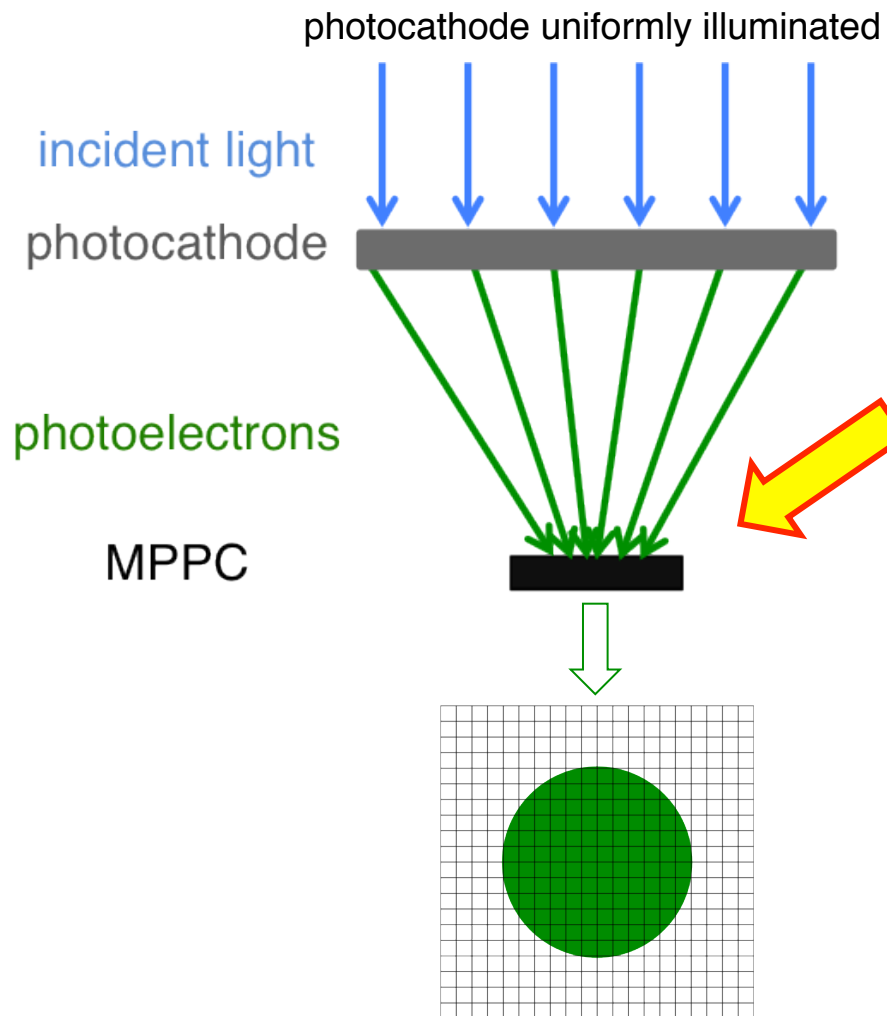 photocathode uniformly illuminated
incident light
photocathode
photoelectrons
MPPC